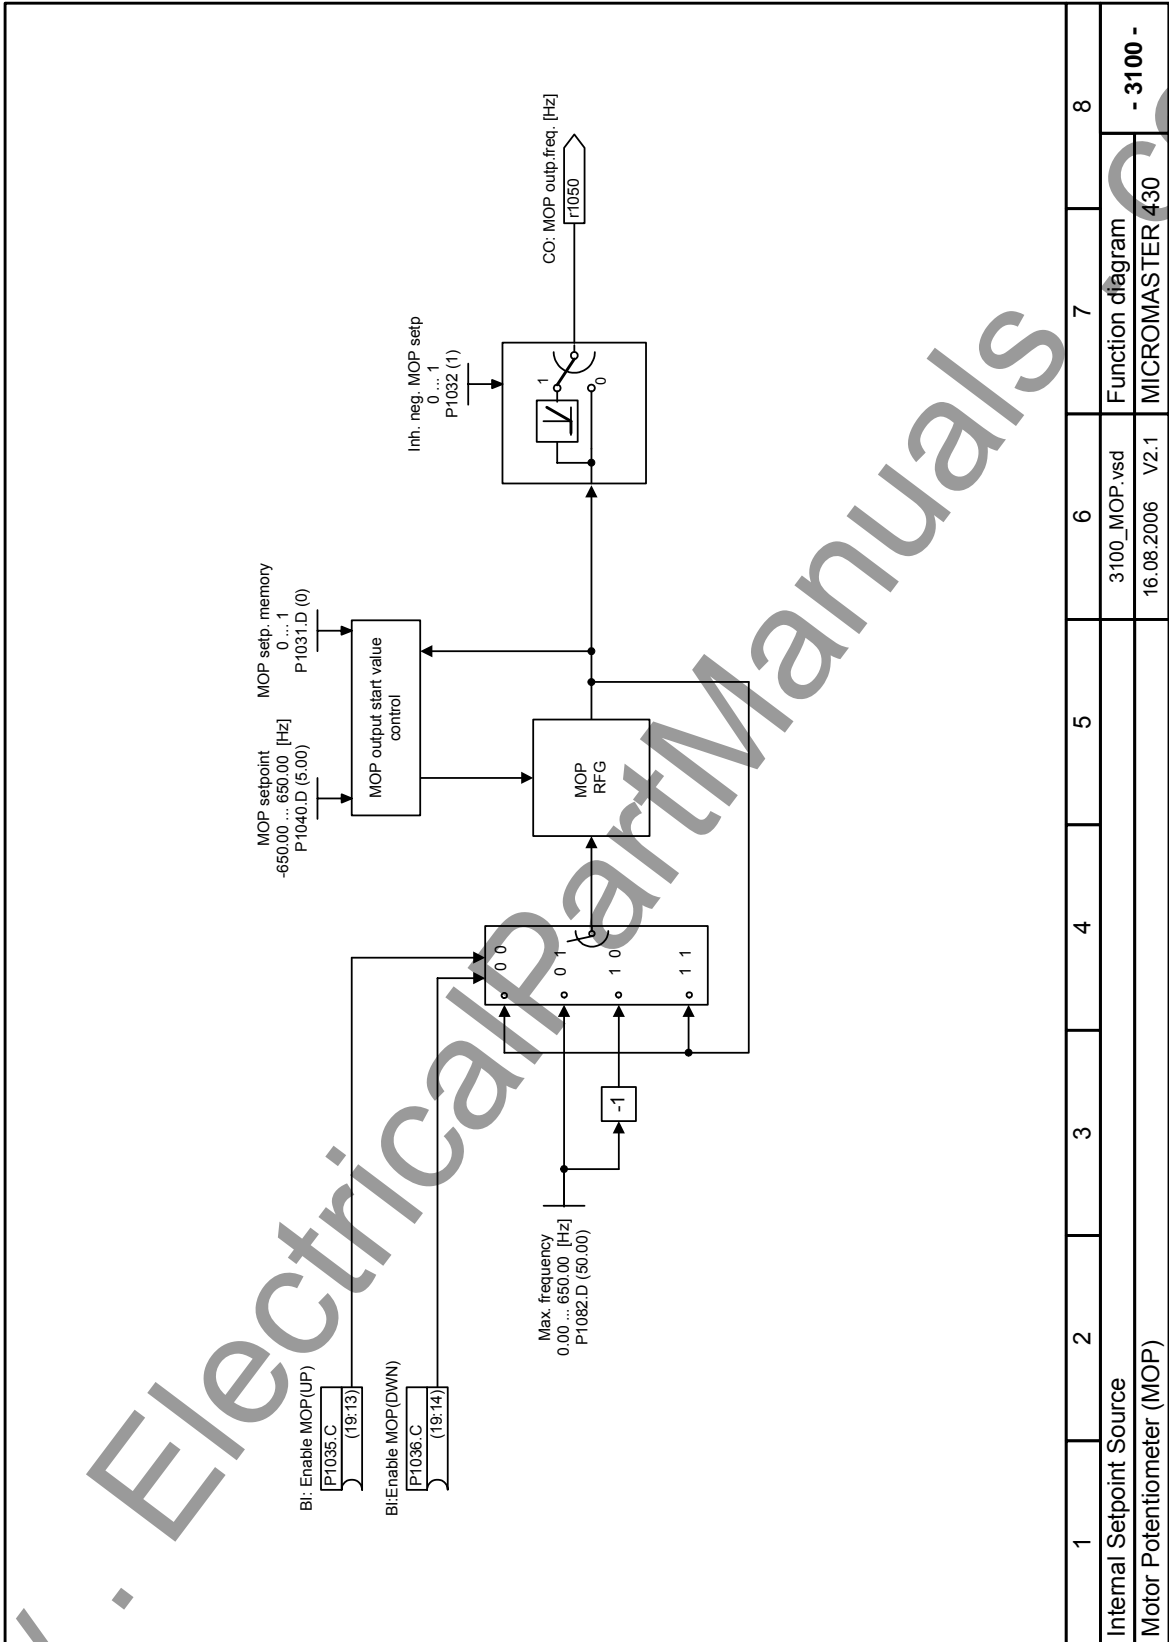 BI: Enable MOP(UP)
P1035.C
(19:13)
BI:Enable MOP(DWN)
P1036.C
(19:14)
Max. frequency
0.00 ... 650.00 [Hz]
P1082.D (50.00)
-1
0 0
0 1
1 0
1 1
MOP setpoint
-650.00 ... 650.00 [Hz]
P1040.D (5.00)
MOP setp. memory
0 ... 1
P1031.D (0)
MOP output start value
control
MOP
RFG
Inh. neg. MOP setp
0 ... 1
P1032 (1)
1
0
CO: MOP outp.freq. [Hz]
r1050
1 2 3 4 5 6 7 8
Internal Setpoint Source
3100_MOP.vsd
Function diagram
- 3100 -
Motor Potentiometer (MOP)
16.08.2006 V2.1
MICROMASTER 430
. ElectricalPartManuals .